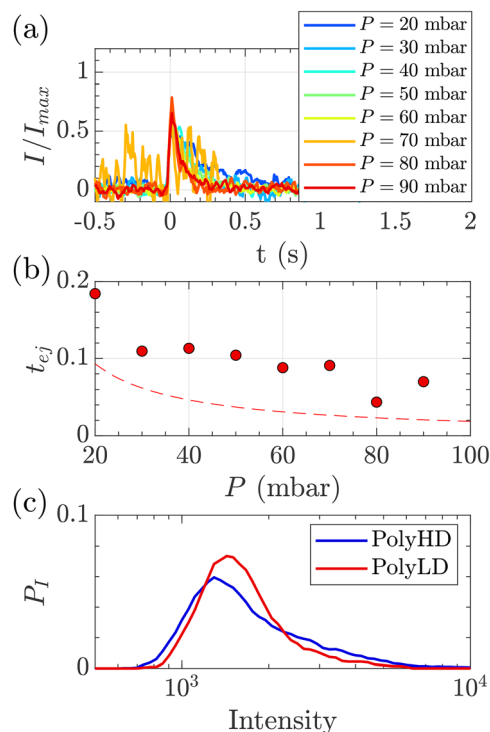 (a)
P = 20 mbar
P = 30 mbar
P = 40 mbar
P = 50 mbar
P = 60 mbar
P = 70 mbar
P = 80 mbar
P = 90 mbar
1
0.5
0
I/I_max
-0.5 0 0.5 1 1.5 2
t (s)
(b)
0.2
0.1
0
t_ej
20 40 60 80 100
P (mbar)
(c)
0.1
0
P_I
PolyHD
PolyLD
10^3 10^4
Intensity